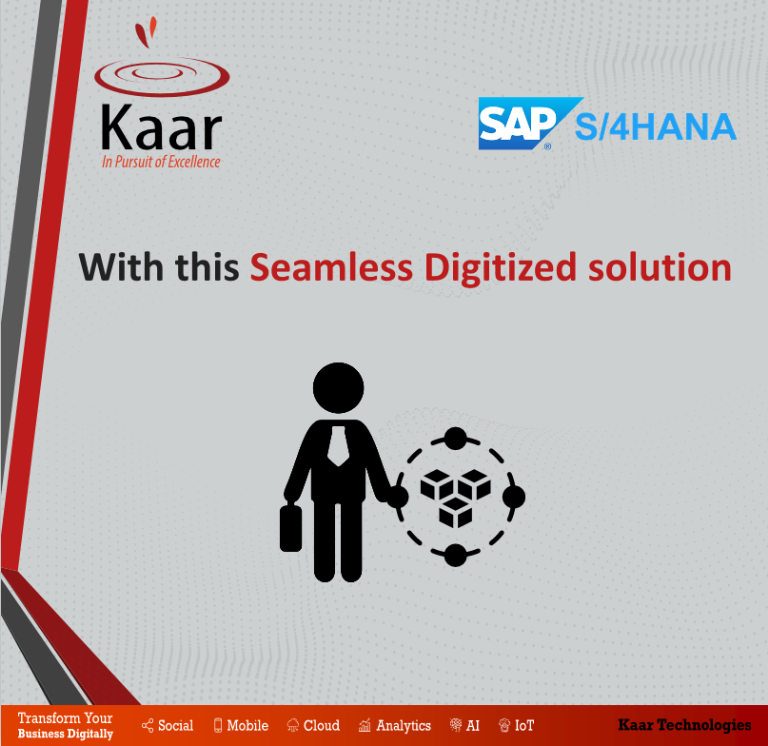 Kaar
In Pursuit of Excellence
SAP ® S/4HANA
With this Seamless Digitized solution
Transform Your
Business Digitally
Social Mobile Cloud Analytics AI IoT
Kaar Technologies